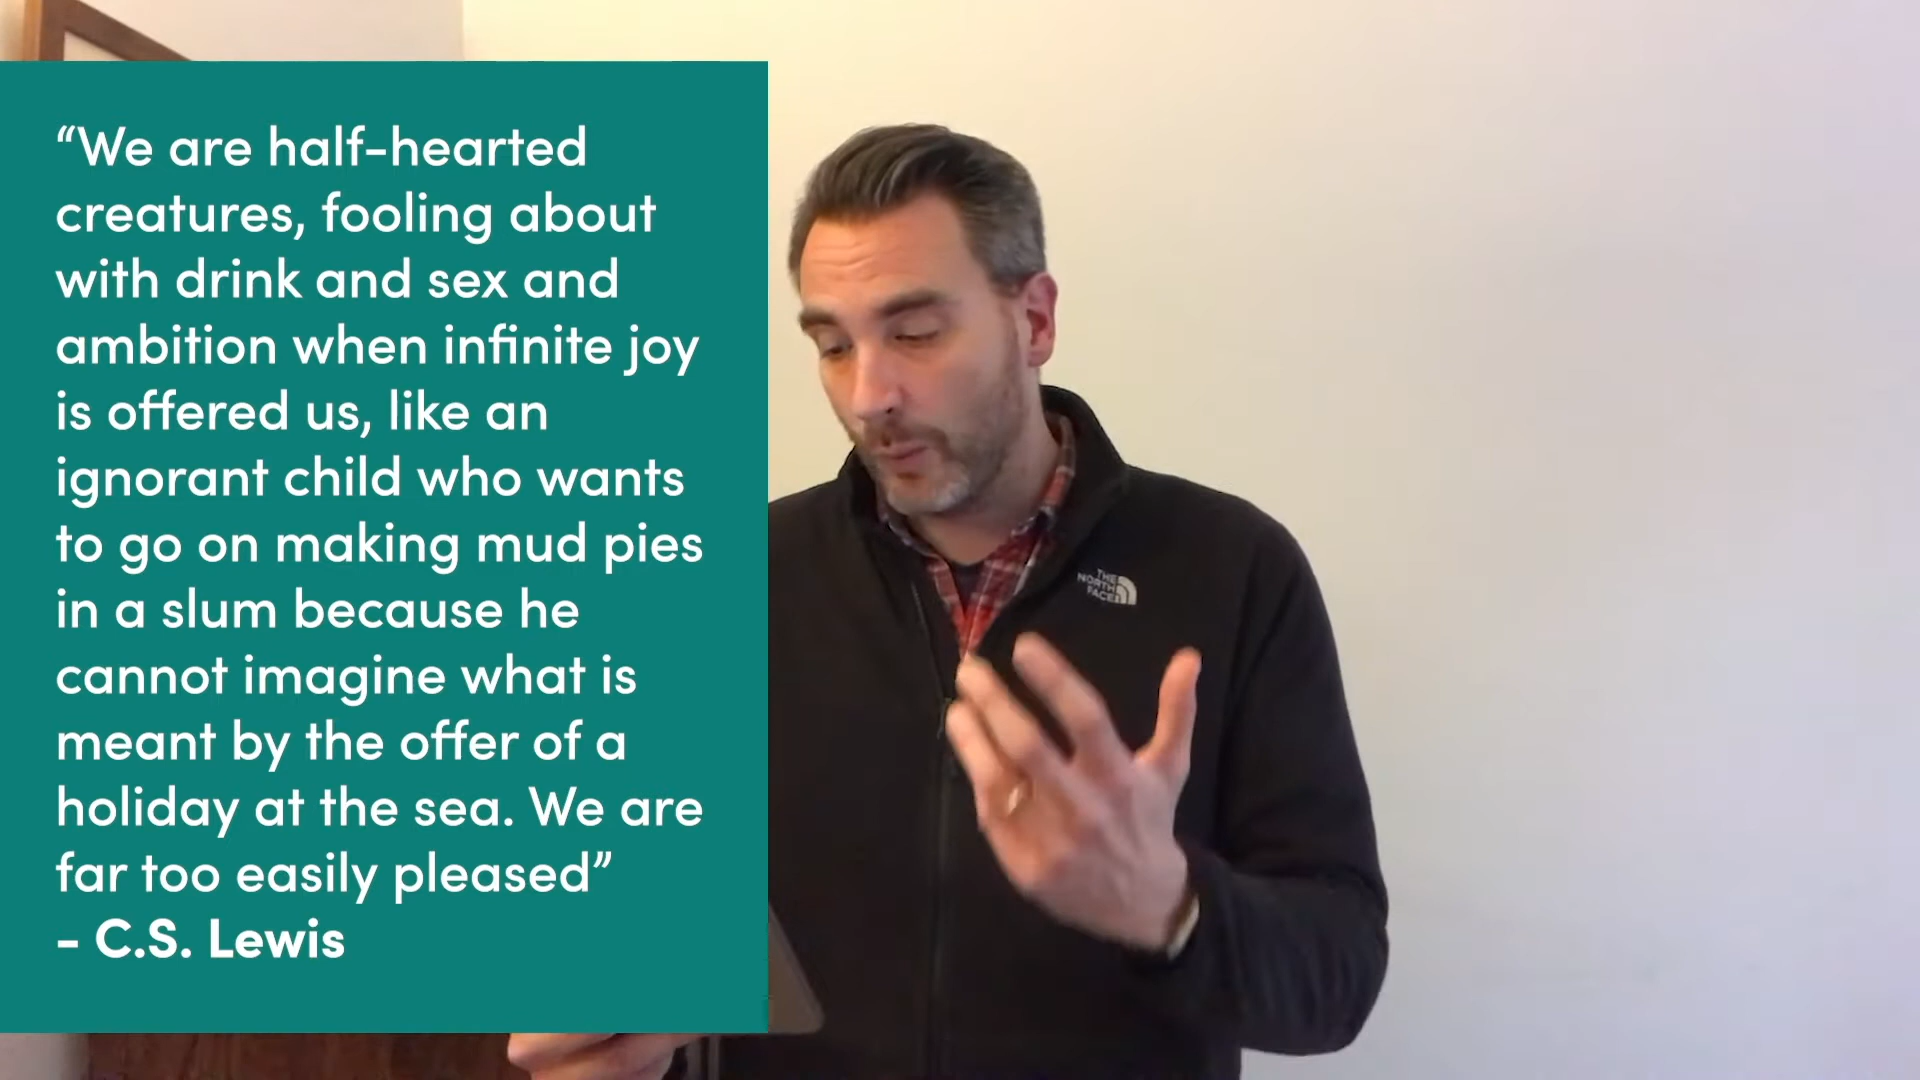 “We are half-hearted
creatures, fooling about
with drink and sex and
ambition when infinite joy
is offered us, like an
ignorant child who wants
to go on making mud pies
in a slum because he
cannot imagine what is
meant by the offer of a
holiday at the sea. We are
far too easily pleased”
- C.S. Lewis
THE
NORTH
FACE